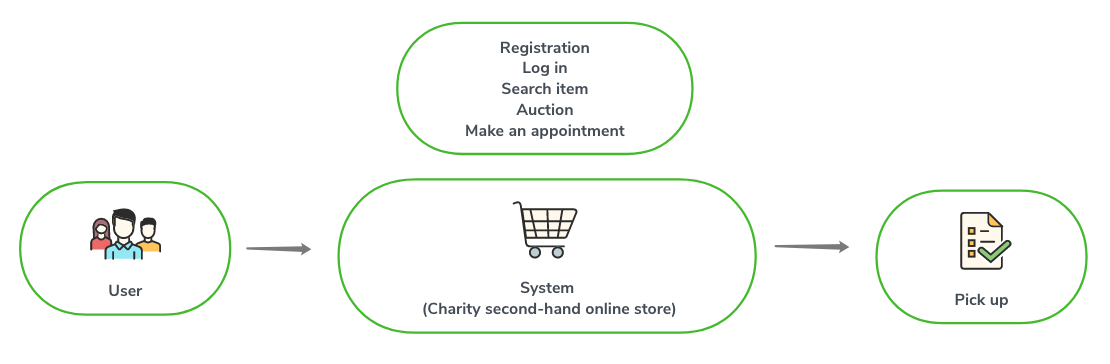 Registration
Log in
Search item
Auction
Make an appointment
User
System
(Charity second-hand online store)
Pick up